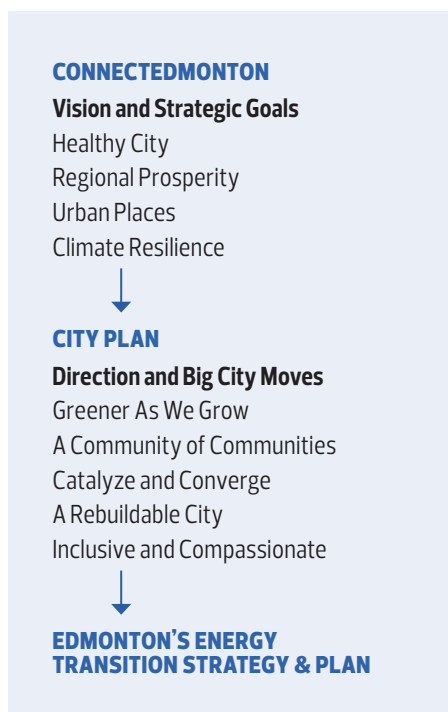 CONNECTEDMONTON
Vision and Strategic Goals
Healthy City
Regional Prosperity
Urban Places
Climate Resilience
CITY PLAN
Direction and Big City Moves
Greener As We Grow
A Community of Communities
Catalyze and Converge
A Rebuildable City
Inclusive and Compassionate
EDMONTON’S ENERGY
TRANSITION STRATEGY & PLAN